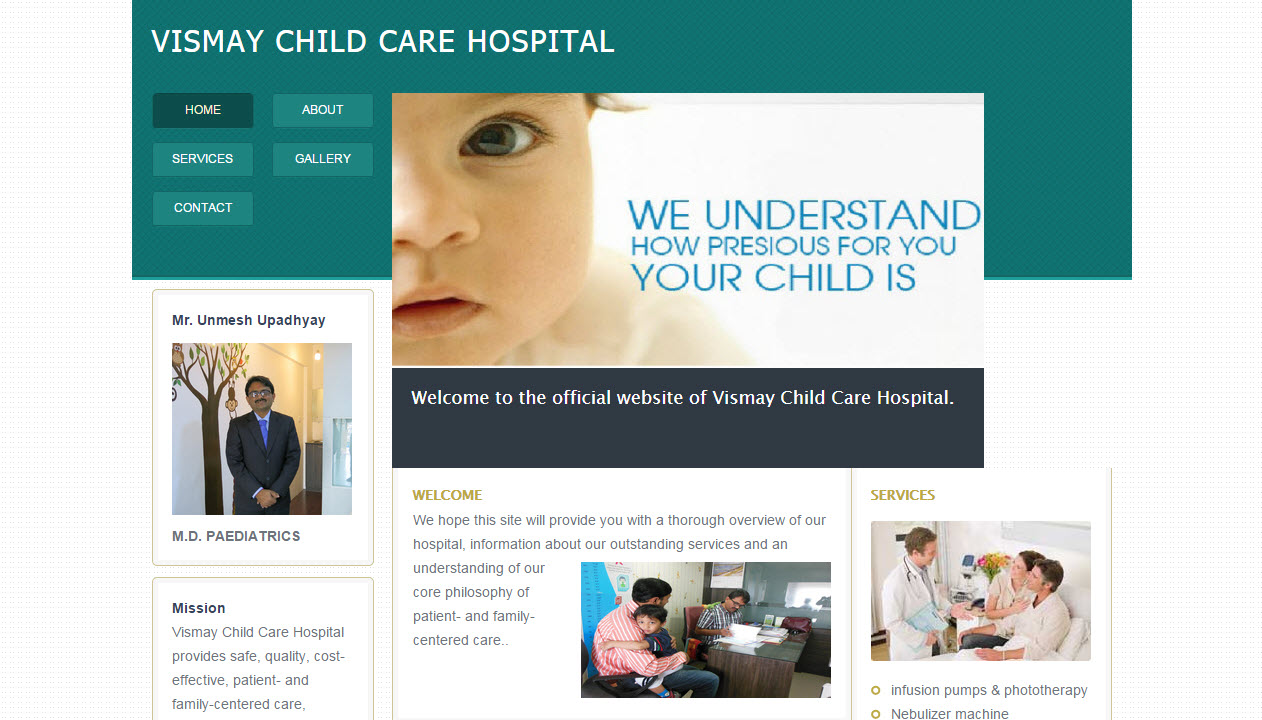 VISMAY CHILD CARE HOSPITAL
HOME
ABOUT
SERVICES
GALLERY
CONTACT
WE UNDERSTAND
HOW PRESIOUS FOR YOU
YOUR CHILD IS
Welcome to the official website of Vismay Child Care Hospital.
Mr. Unmesh Upadhyay
M.D. PAEDIATRICS
Mission
Vismay Child Care Hospital
provides safe, quality, cost-
effective, patient- and
family-centered care,
WELCOME
We hope this site will provide you with a thorough overview of our
hospital, information about our outstanding services and an
understanding of our
core philosophy of
patient- and family-
centered care..
SERVICES
infusion pumps & phototherapy
Nebulizer machine